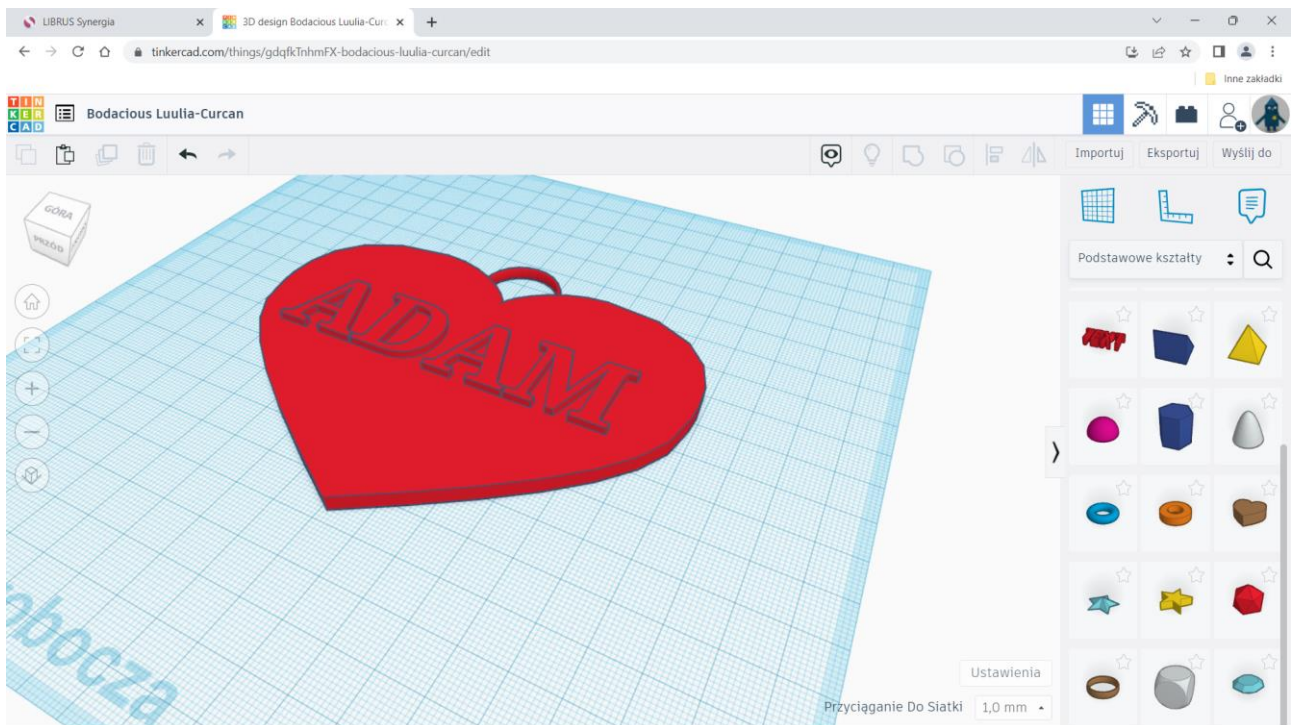 LIBRUS Synergia
3D design Bodacious Luulia-Curc
tinkercad.com/things/gdqfkTnhmFX-bodacious-luulia-curcan/edit
Inne zakładki
TIN
KER
CAD
Bodacious Luulia-Curcan
Importuj
Eksportuj
Wyślij do
GÓRA
PRZÓD
Podstawowe kształty
TEXT
ADAM
robocza
Ustawienia
Przyciąganie Do Siatki
1,0 mm